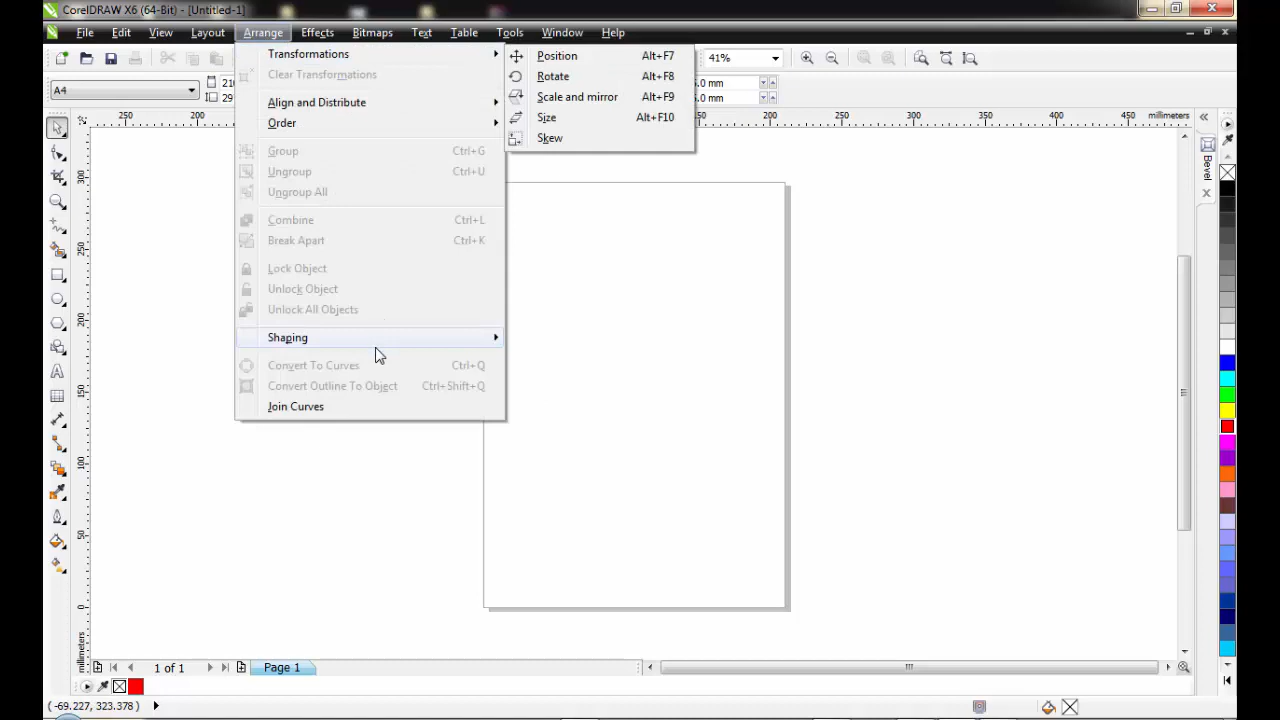 CorelDRAW X6 (64-Bit) - [Untitled-1]
File Edit View Layout Arrange Effects Bitmaps Text Table Tools Window Help
Transformations
Clear Transformations
Align and Distribute
Order
Group Ctrl+G
Ungroup Ctrl+U
Ungroup All
Combine Ctrl+L
Break Apart Ctrl+K
Lock Object
Unlock Object
Unlock All Objects
Shaping
Convert To Curves Ctrl+Q
Convert Outline To Object Ctrl+Shift+Q
Join Curves
Position Alt+F7
Rotate Alt+F8
Scale and mirror Alt+F9
Size Alt+F10
Skew
41%
A4
250 200
200 250 300 350 400 450 millimeters
300
250
200
150
100
50
0
millimeters
Bevel
1 of 1
Page 1
( -69.227, 323.378 )